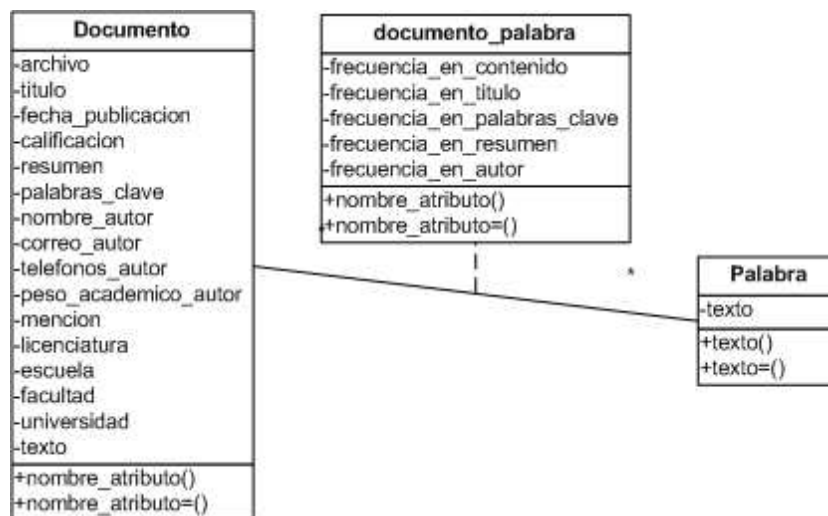 Documento
-archivo
-titulo
-fecha_publicacion
-calificacion
-resumen
-palabras_clave
-nombre_autor
-correo_autor
-telefonos_autor
-peso_academico_autor
-mencion
-licenciatura
-escuela
-facultad
-universidad
-texto
+nombre_atributo()
+nombre_atributo=()
documento_palabra
-frecuencia_en_contenido
-frecuencia_en_titulo
-frecuencia_en_palabras_clave
-frecuencia_en_resumen
-frecuencia_en_autor
+nombre_atributo()
+nombre_atributo=()
*
Palabra
-texto
+texto()
+texto=()